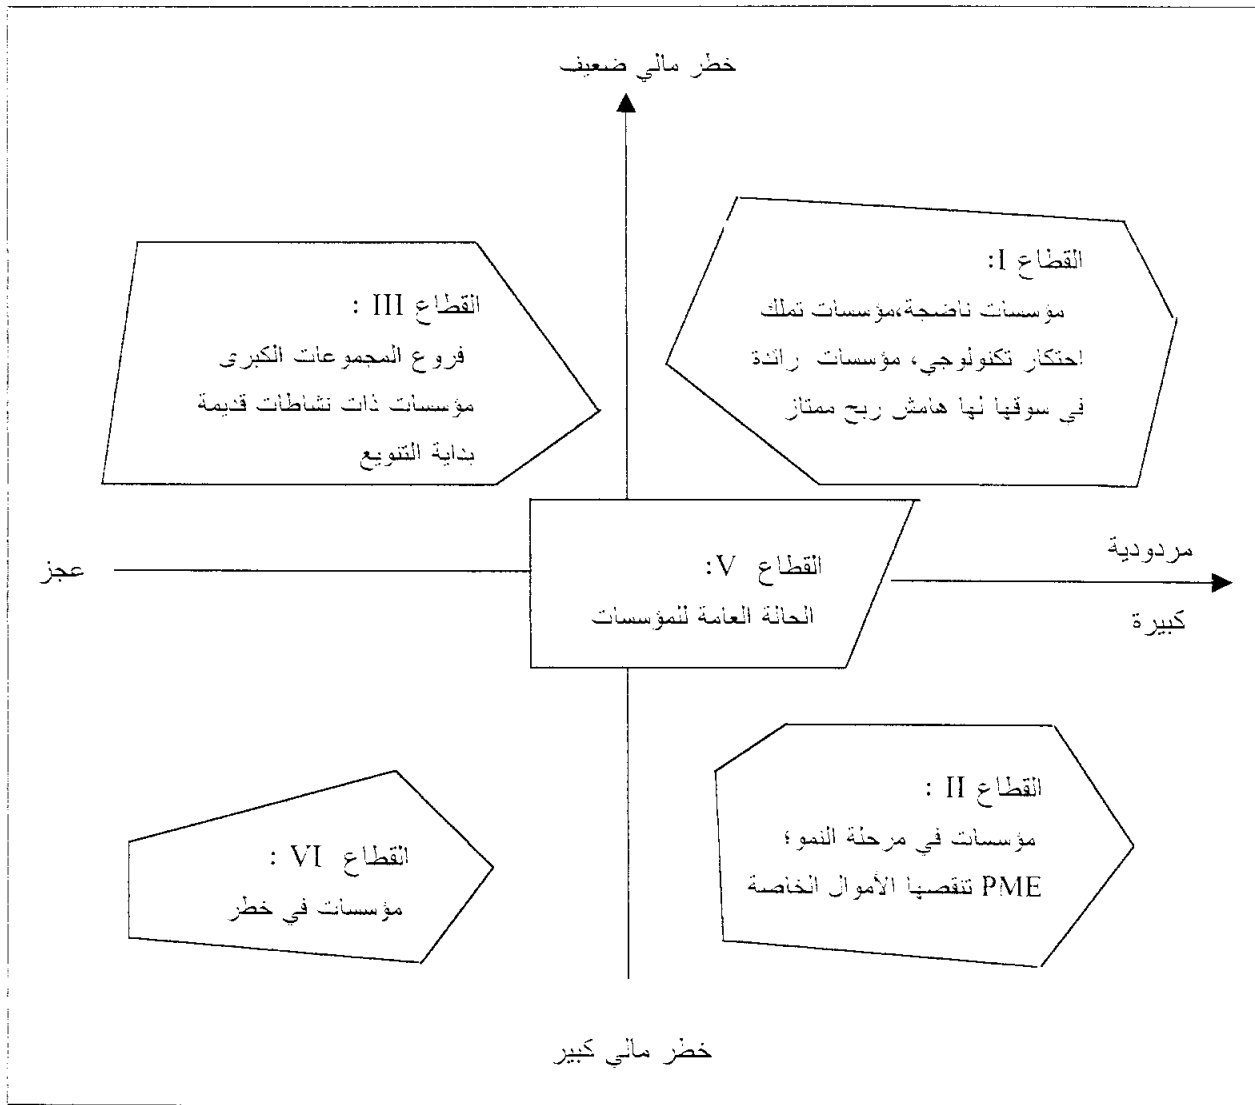 خطر مالي ضعيف
القطاع I:
مؤسسات ناضجة،مؤسسات تملك
احتكار تكنولوجي، مؤسسات رائدة
في سوقها لها هامش ربح ممتاز
القطاع III :
فروع المجموعات الكبرى
مؤسسات ذات نشاطات قديمة
بداية التنويع
مردودية
كبيرة
القطاع V:
الحالة العامة للمؤسسات
عجز
القطاع II :
مؤسسات في مرحلة النمو؛
PME تنقصها الأموال الخاصة
القطاع VI :
مؤسسات في خطر
خطر مالي كبير